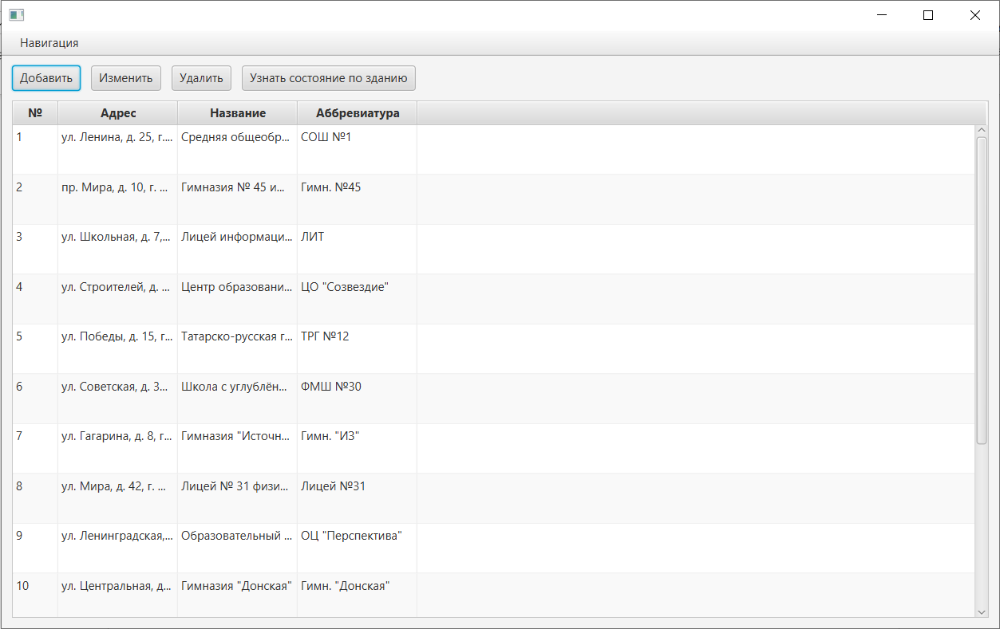 Навигация
Добавить Изменить Удалить Узнать состояние по зданию
№ Адрес Название Аббревиатура
1 ул. Ленина, д. 25, г.... Средняя общеобр... СОШ №1
2 пр. Мира, д. 10, г. ... Гимназия № 45 и... Гимн. №45
3 ул. Школьная, д. 7,... Лицей информаци... ЛИТ
4 ул. Строителей, д. ... Центр образовани... ЦО "Созвездие"
5 ул. Победы, д. 15, г... Татарско-русская г... ТРГ №12
6 ул. Советская, д. 3... Школа с углублён... ФМШ №30
7 ул. Гагарина, д. 8, г... Гимназия "Источн... Гимн. "ИЗ"
8 ул. Мира, д. 42, г. ... Лицей № 31 физи... Лицей №31
9 ул. Ленинградская,... Образовательный ... ОЦ "Перспектива"
10 ул. Центральная, д... Гимназия "Донская" Гимн. "Донская"